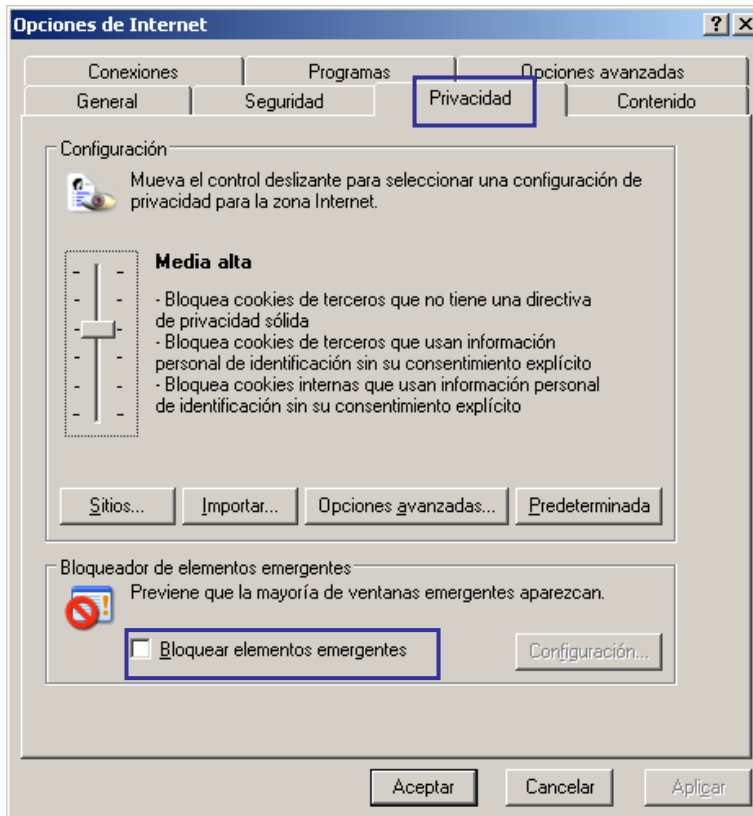 Opciones de Internet
Conexiones Programas Opciones avanzadas
General Seguridad Privacidad Contenido
Configuración
Mueva el control deslizante para seleccionar una configuración de
privacidad para la zona Internet.
Media alta
- Bloquea cookies de terceros que no tiene una directiva
de privacidad sólida
- Bloquea cookies de terceros que usan información
personal de identificación sin su consentimiento explícito
- Bloquea cookies internas que usan información personal
de identificación sin su consentimiento explícito
Sitios... Importar... Opciones avanzadas... Predeterminada
Bloqueador de elementos emergentes
Previene que la mayoría de ventanas emergentes aparezcan.
Bloquear elementos emergentes Configuración...
Aceptar Cancelar Aplicar